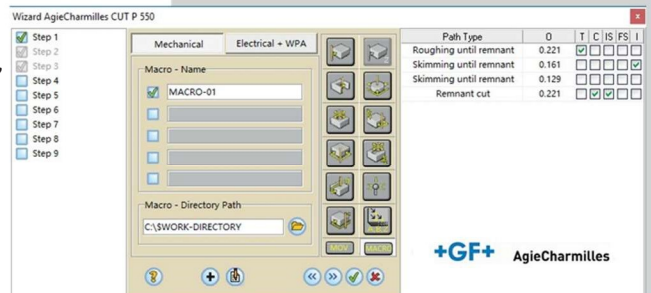 Wizard AgieCharmilles CUT P 550
x
Step 1
Step 2
Step 3
Step 4
Step 5
Step 6
Step 7
Step 8
Step 9
Mechanical
Electrical + WPA
Macro - Name
MACRO-01
Macro - Directory Path
C:\$WORK-DIRECTORY
MOV
MACRO
?
Path Type O T C IS FS I
Roughing until remnant 0.221
Skimming until remnant 0.161
Skimming until remnant 0.129
Remnant cut 0.221
+GF+ AgieCharmilles